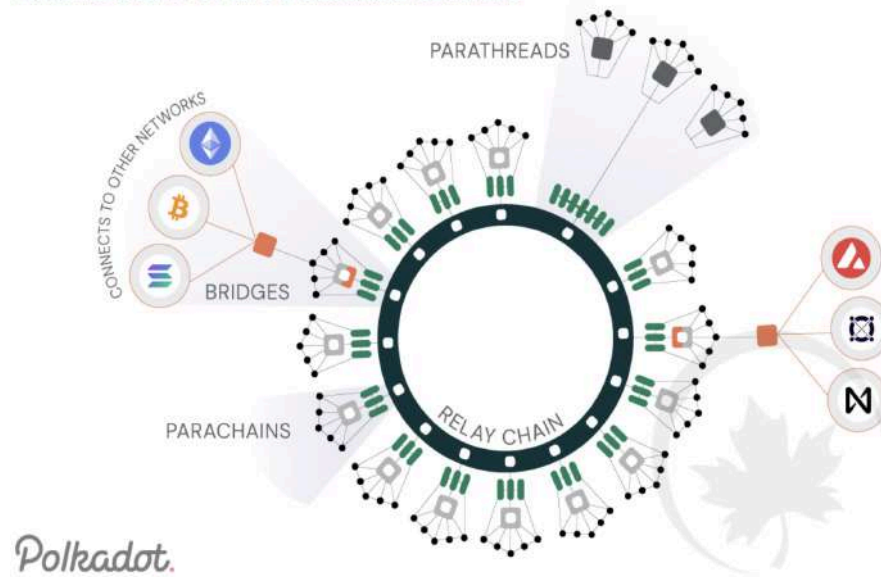 PARATHREADS
CONNECTS TO OTHER NETWORKS
BRIDGES
PARACHAINS
RELAY CHAIN
Polkadot.